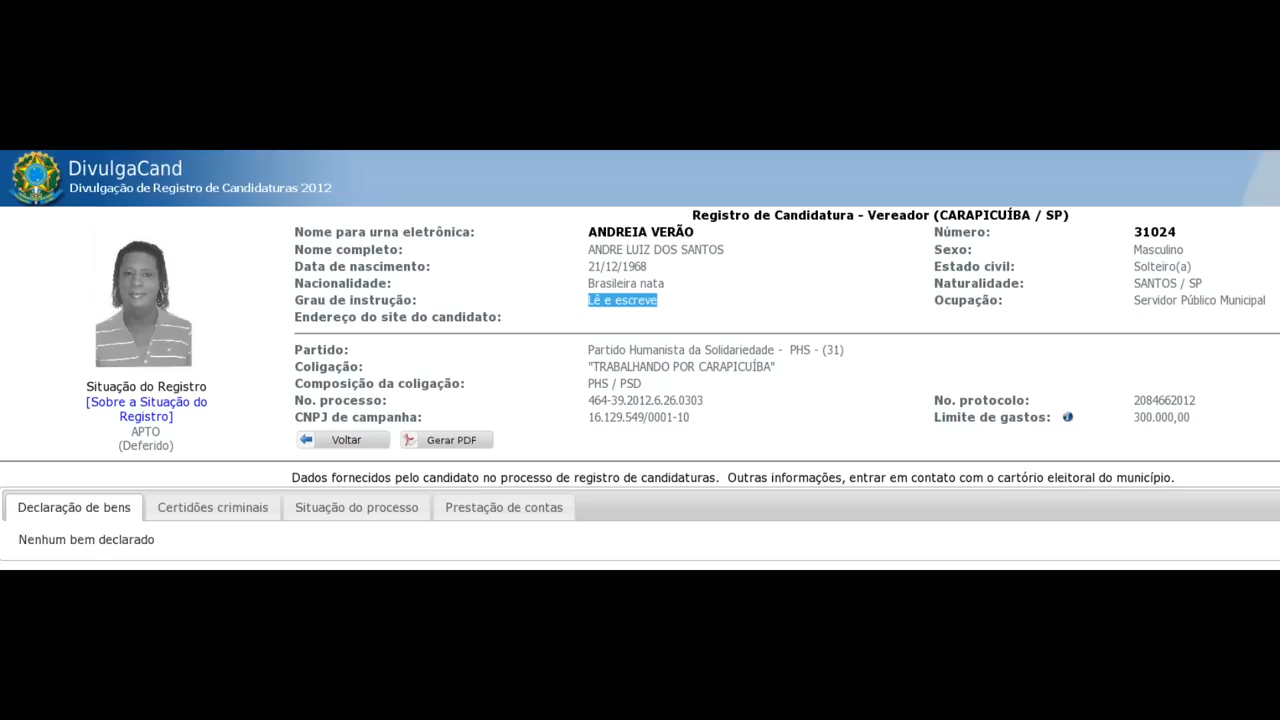 DivulgaCand
Divulgação de Registro de Candidaturas 2012
Registro de Candidatura - Vereador (CARAPICUÍBA / SP)
Nome para urna eletrônica: ANDREIA VERÃO Número: 31024
Nome completo: ANDRE LUIZ DOS SANTOS Sexo: Masculino
Data de nascimento: 21/12/1968 Estado civil: Solteiro(a)
Nacionalidade: Brasileira nata Naturalidade: SANTOS / SP
Grau de instrução: Lê e escreve Ocupação: Servidor Público Municipal
Endereço do site do candidato:
Partido: Partido Humanista da Solidariedade - PHS - (31)
Coligação: "TRABALHANDO POR CARAPICUÍBA"
Composição da coligação: PHS / PSD
No. processo: 464-39.2012.6.26.0303 No. protocolo: 2084662012
CNPJ de campanha: 16.129.549/0001-10 Limite de gastos: 300.000,00
Voltar Gerar PDF
Situação do Registro
[Sobre a Situação do
Registro]
APTO
(Deferido)
Dados fornecidos pelo candidato no processo de registro de candidaturas. Outras informações, entrar em contato com o cartório eleitoral do município.
Declaração de bens Certidões criminais Situação do processo Prestação de contas
Nenhum bem declarado